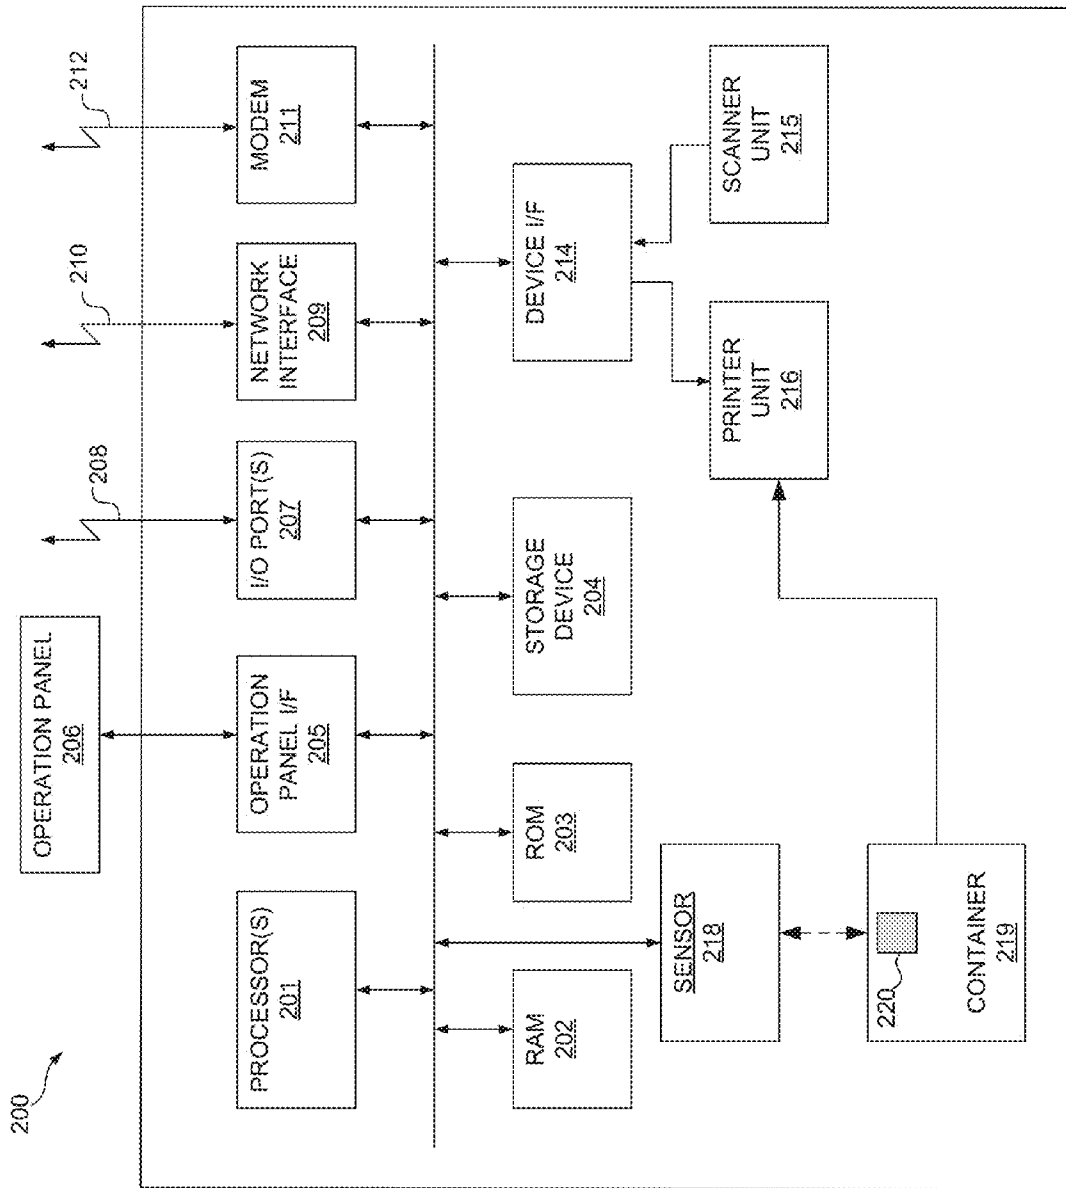 200
OPERATION PANEL
206
208
210
212
PROCESSOR(S)
201
OPERATION
PANEL I/F
205
I/O PORT(S)
207
NETWORK
INTERFACE
209
MODEM
211
RAM
202
ROM
203
STORAGE
DEVICE
204
DEVICE I/F
214
SENSOR
218
PRINTER
UNIT
216
SCANNER
UNIT
215
220
CONTAINER
219